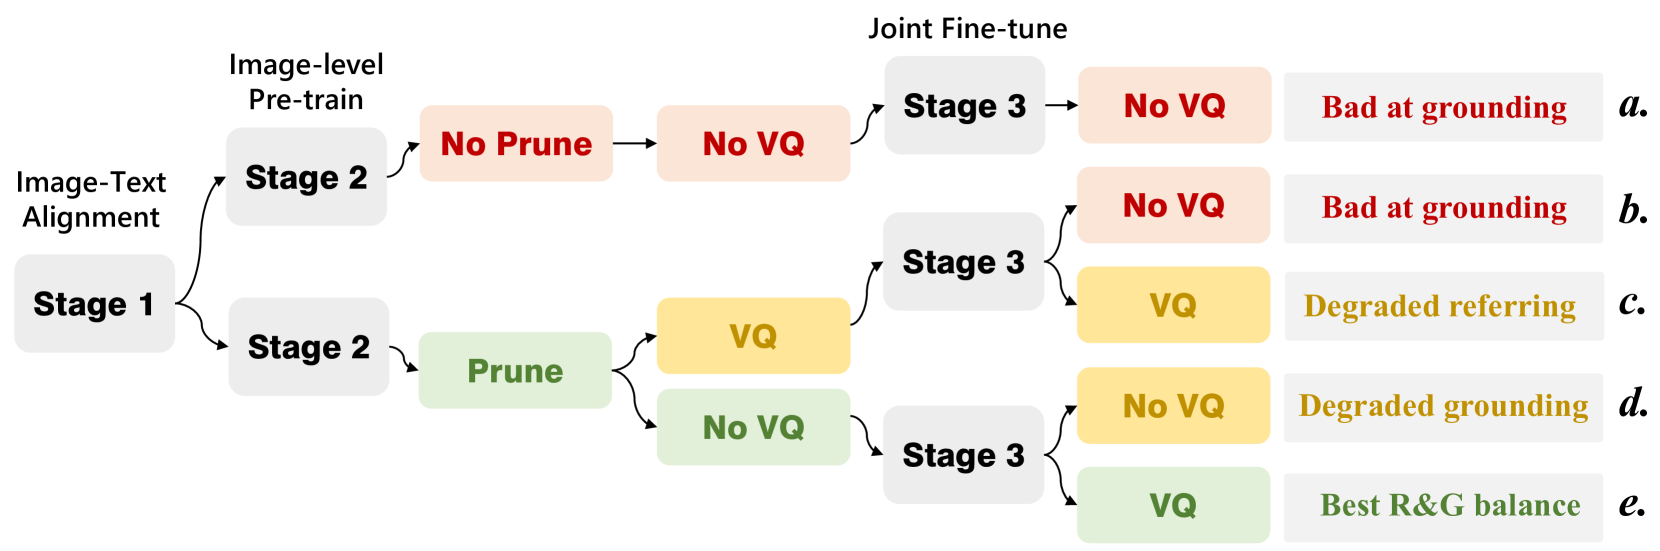 Joint Fine-tune
Image-level
Pre-train
Image-Text
Alignment
Stage 1
Stage 2
No Prune
No VQ
Stage 3
No VQ
Bad at grounding
a.
Stage 2
Prune
VQ
Stage 3
No VQ
Bad at grounding
b.
VQ
Degraded referring
c.
No VQ
Stage 3
No VQ
Degraded grounding
d.
VQ
Best R&G balance
e.